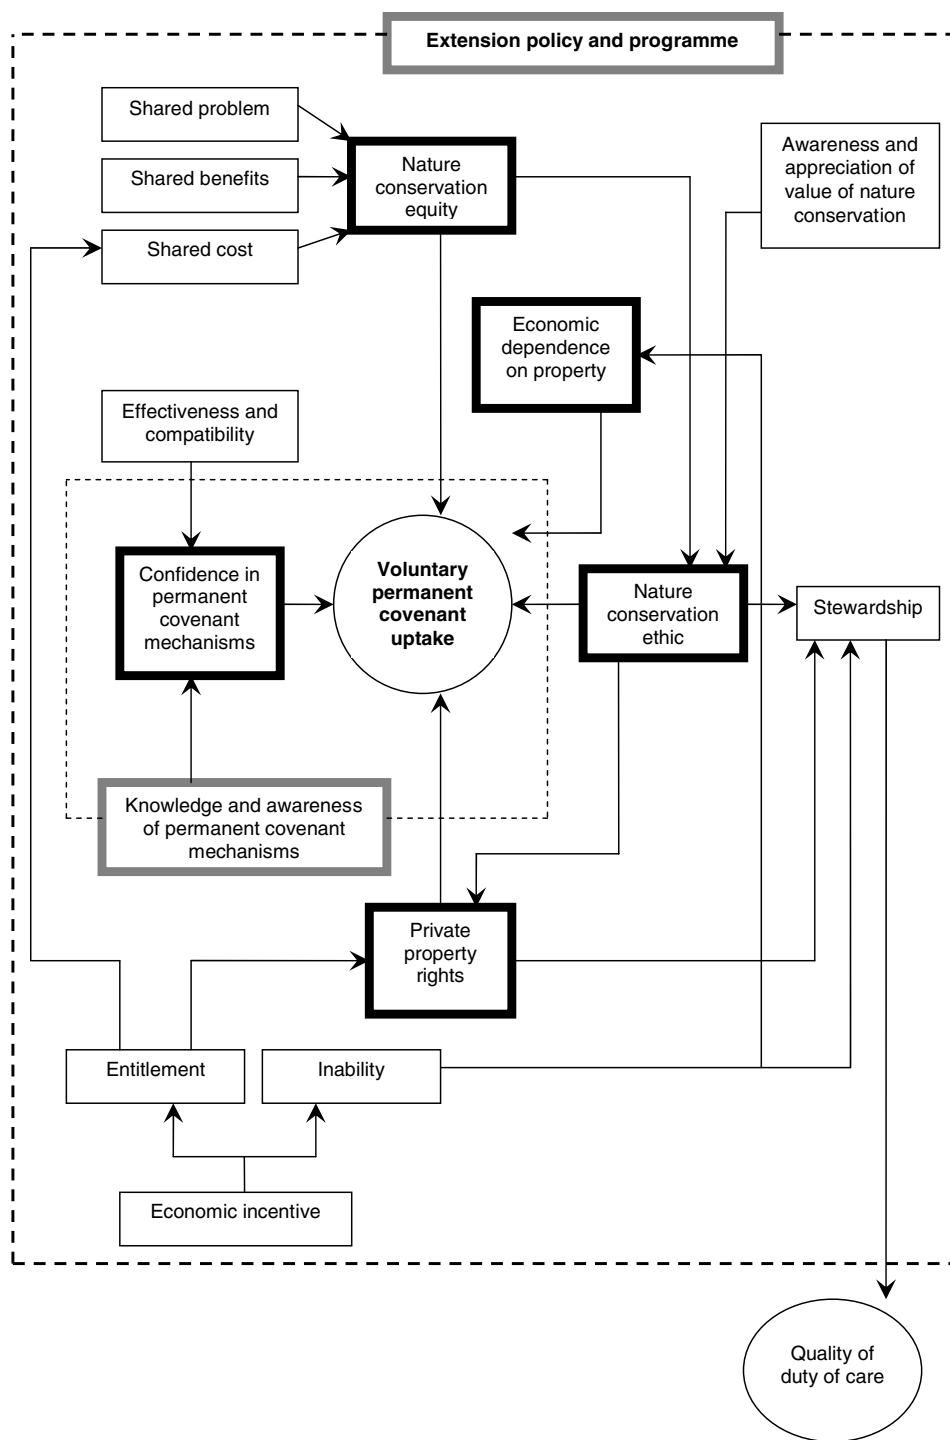 Extension policy and programme
Shared problem
Shared benefits
Shared cost
Nature
conservation
equity
Awareness and
appreciation of
value of nature
conservation
Economic
dependence
on property
Effectiveness and
compatibility
Confidence in
permanent
covenant
mechanisms
Voluntary
permanent
covenant
uptake
Nature
conservation
ethic
Stewardship
Knowledge and awareness
of permanent covenant
mechanisms
Private
property
rights
Entitlement
Inability
Economic incentive
Quality of
duty of care